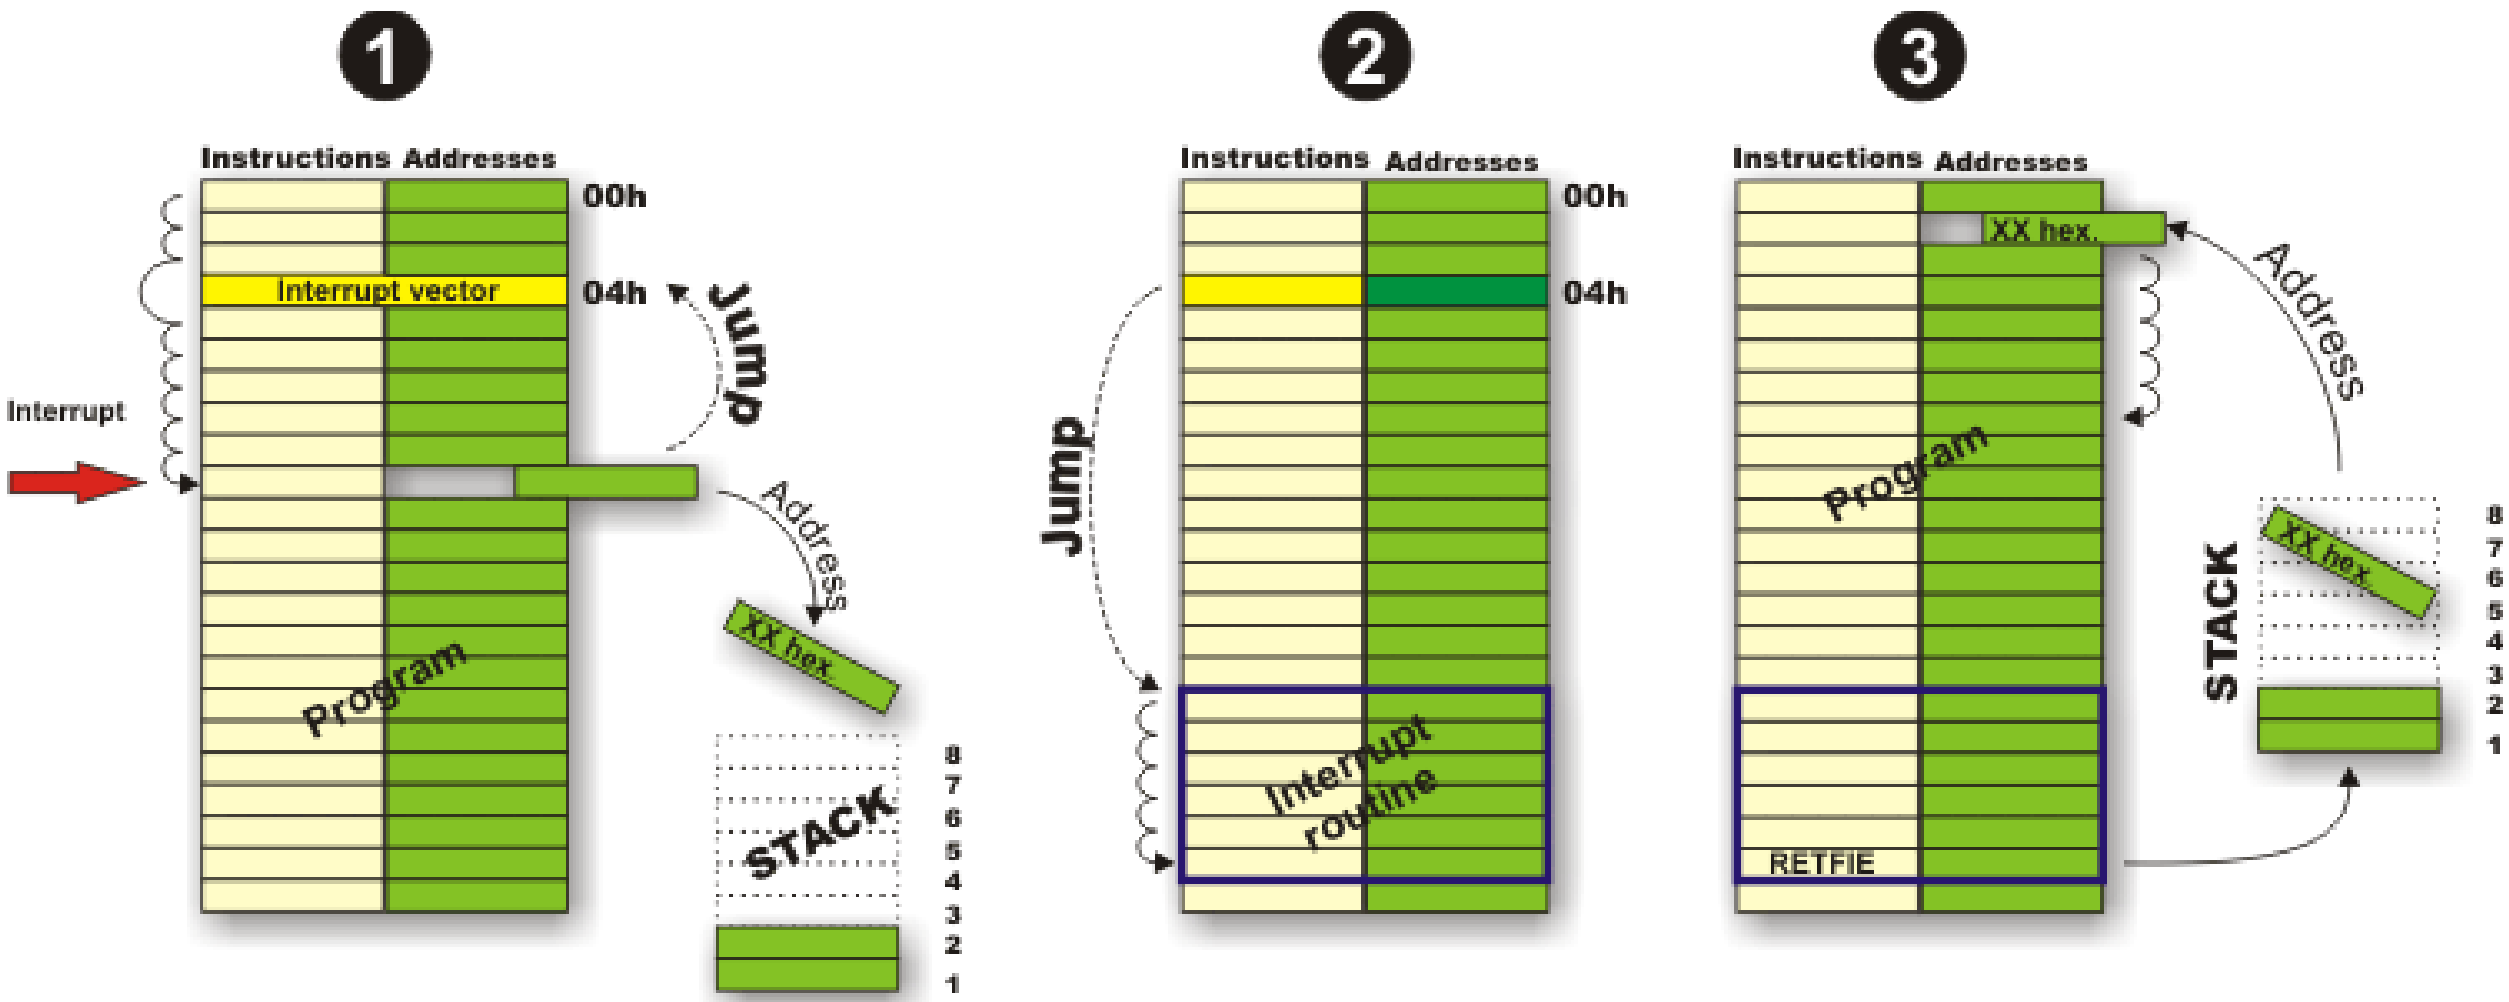 1
Instructions Addresses
00h
Interrupt vector
04h
Jump
Interrupt
Address
XX hex.
Program
STACK
8
7
6
5
4
3
2
1
2
Instructions Addresses
00h
04h
Jump
Interrupt
routine
3
Instructions Addresses
XX hex.
Address
Program
XX hex.
STACK
8
7
6
5
4
3
2
1
RETFIE